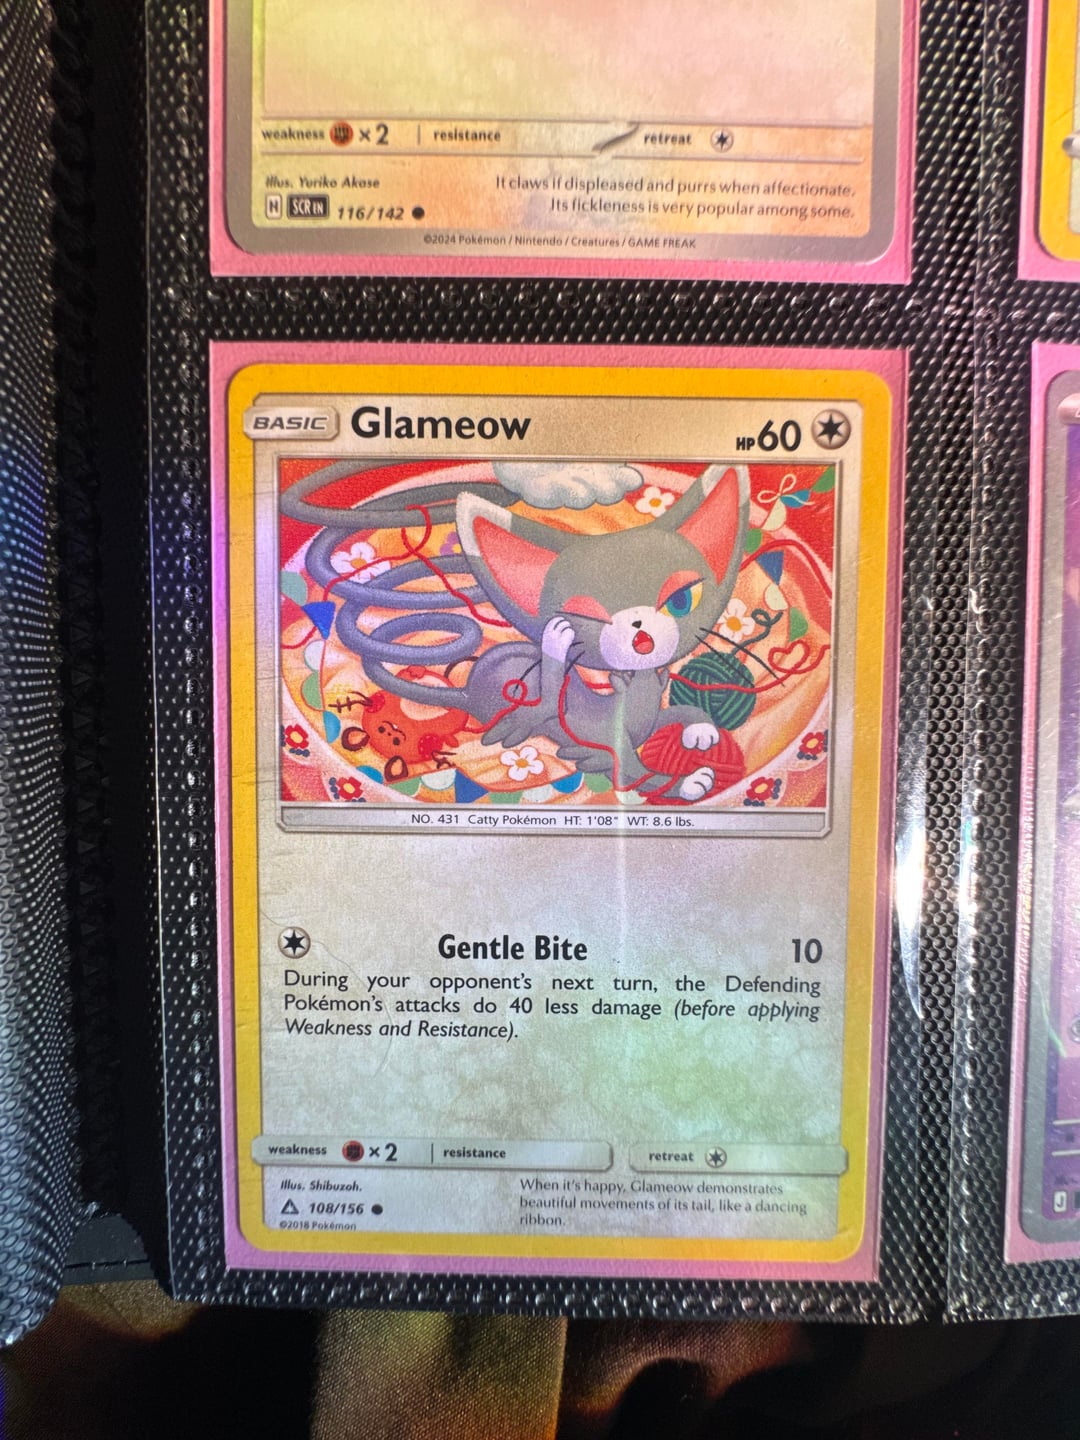 weakness × 2 resistance retreat
Illus. Yuriko Akase
It claws if displeased and purrs when affectionate.
Its fickleness is very popular among some.
H SCR EN 116/142
©2024 Pokémon / Nintendo / Creatures / GAME FREAK
BASIC Glameow HP 60
NO. 431 Catty Pokémon HT: 1'08" WT: 8.6 lbs.
Gentle Bite 10
During your opponent's next turn, the Defending
Pokémon's attacks do 40 less damage (before applying
Weakness and Resistance).
weakness × 2 resistance retreat
Illus. Shibuzoh.
108/156
©2018 Pokémon
When it's happy, Glameow demonstrates
beautiful movements of its tail, like a dancing
ribbon.
J